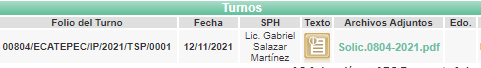 Turnos
Folio del Turno Fecha SPH Texto Archivos Adjuntos Edo.
00804/ECATEPEC/IP/2021/TSP/0001 12/11/2021 Lic. Gabriel Salazar Martínez Solic.0804-2021.pdf